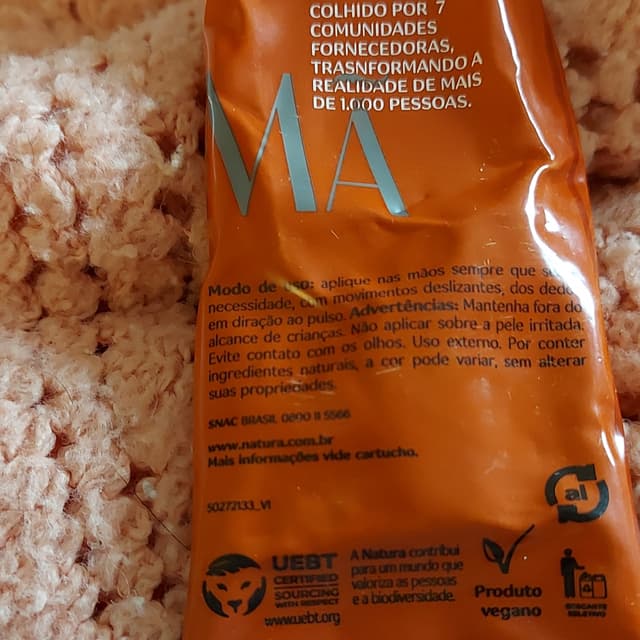 COLHIDO POR 7
COMUNIDADES
FORNECEDORAS,
TRASNFORMANDO A
REALIDADE DE MAIS
DE 1.000 PESSOAS.
MA
Modo de uso: aplique nas mãos sempre que
necessidade, com movimentos deslizantes, dos dedos
em diração ao pulso. Advertências: Mantenha fora do
alcance de crianças. Não aplicar sobre a pele irritada.
Evite contato com os olhos. Uso externo. Por conter
ingredientes naturais, a cor pode variar, sem alterar
suas propriedades.
SNAC BRASIL 0800 11 5566
www.natura.com.br
Mais informações vide cartucho.
50272133_V1
al
UEBT
CERTIFIED
SOURCING
WITH RESPECT
www.uebt.org
A Natura contribui
para um mundo que
valoriza as pessoas
e a biodiversidade.
Produto
vegano
4
DESCARTE
SELETIVO